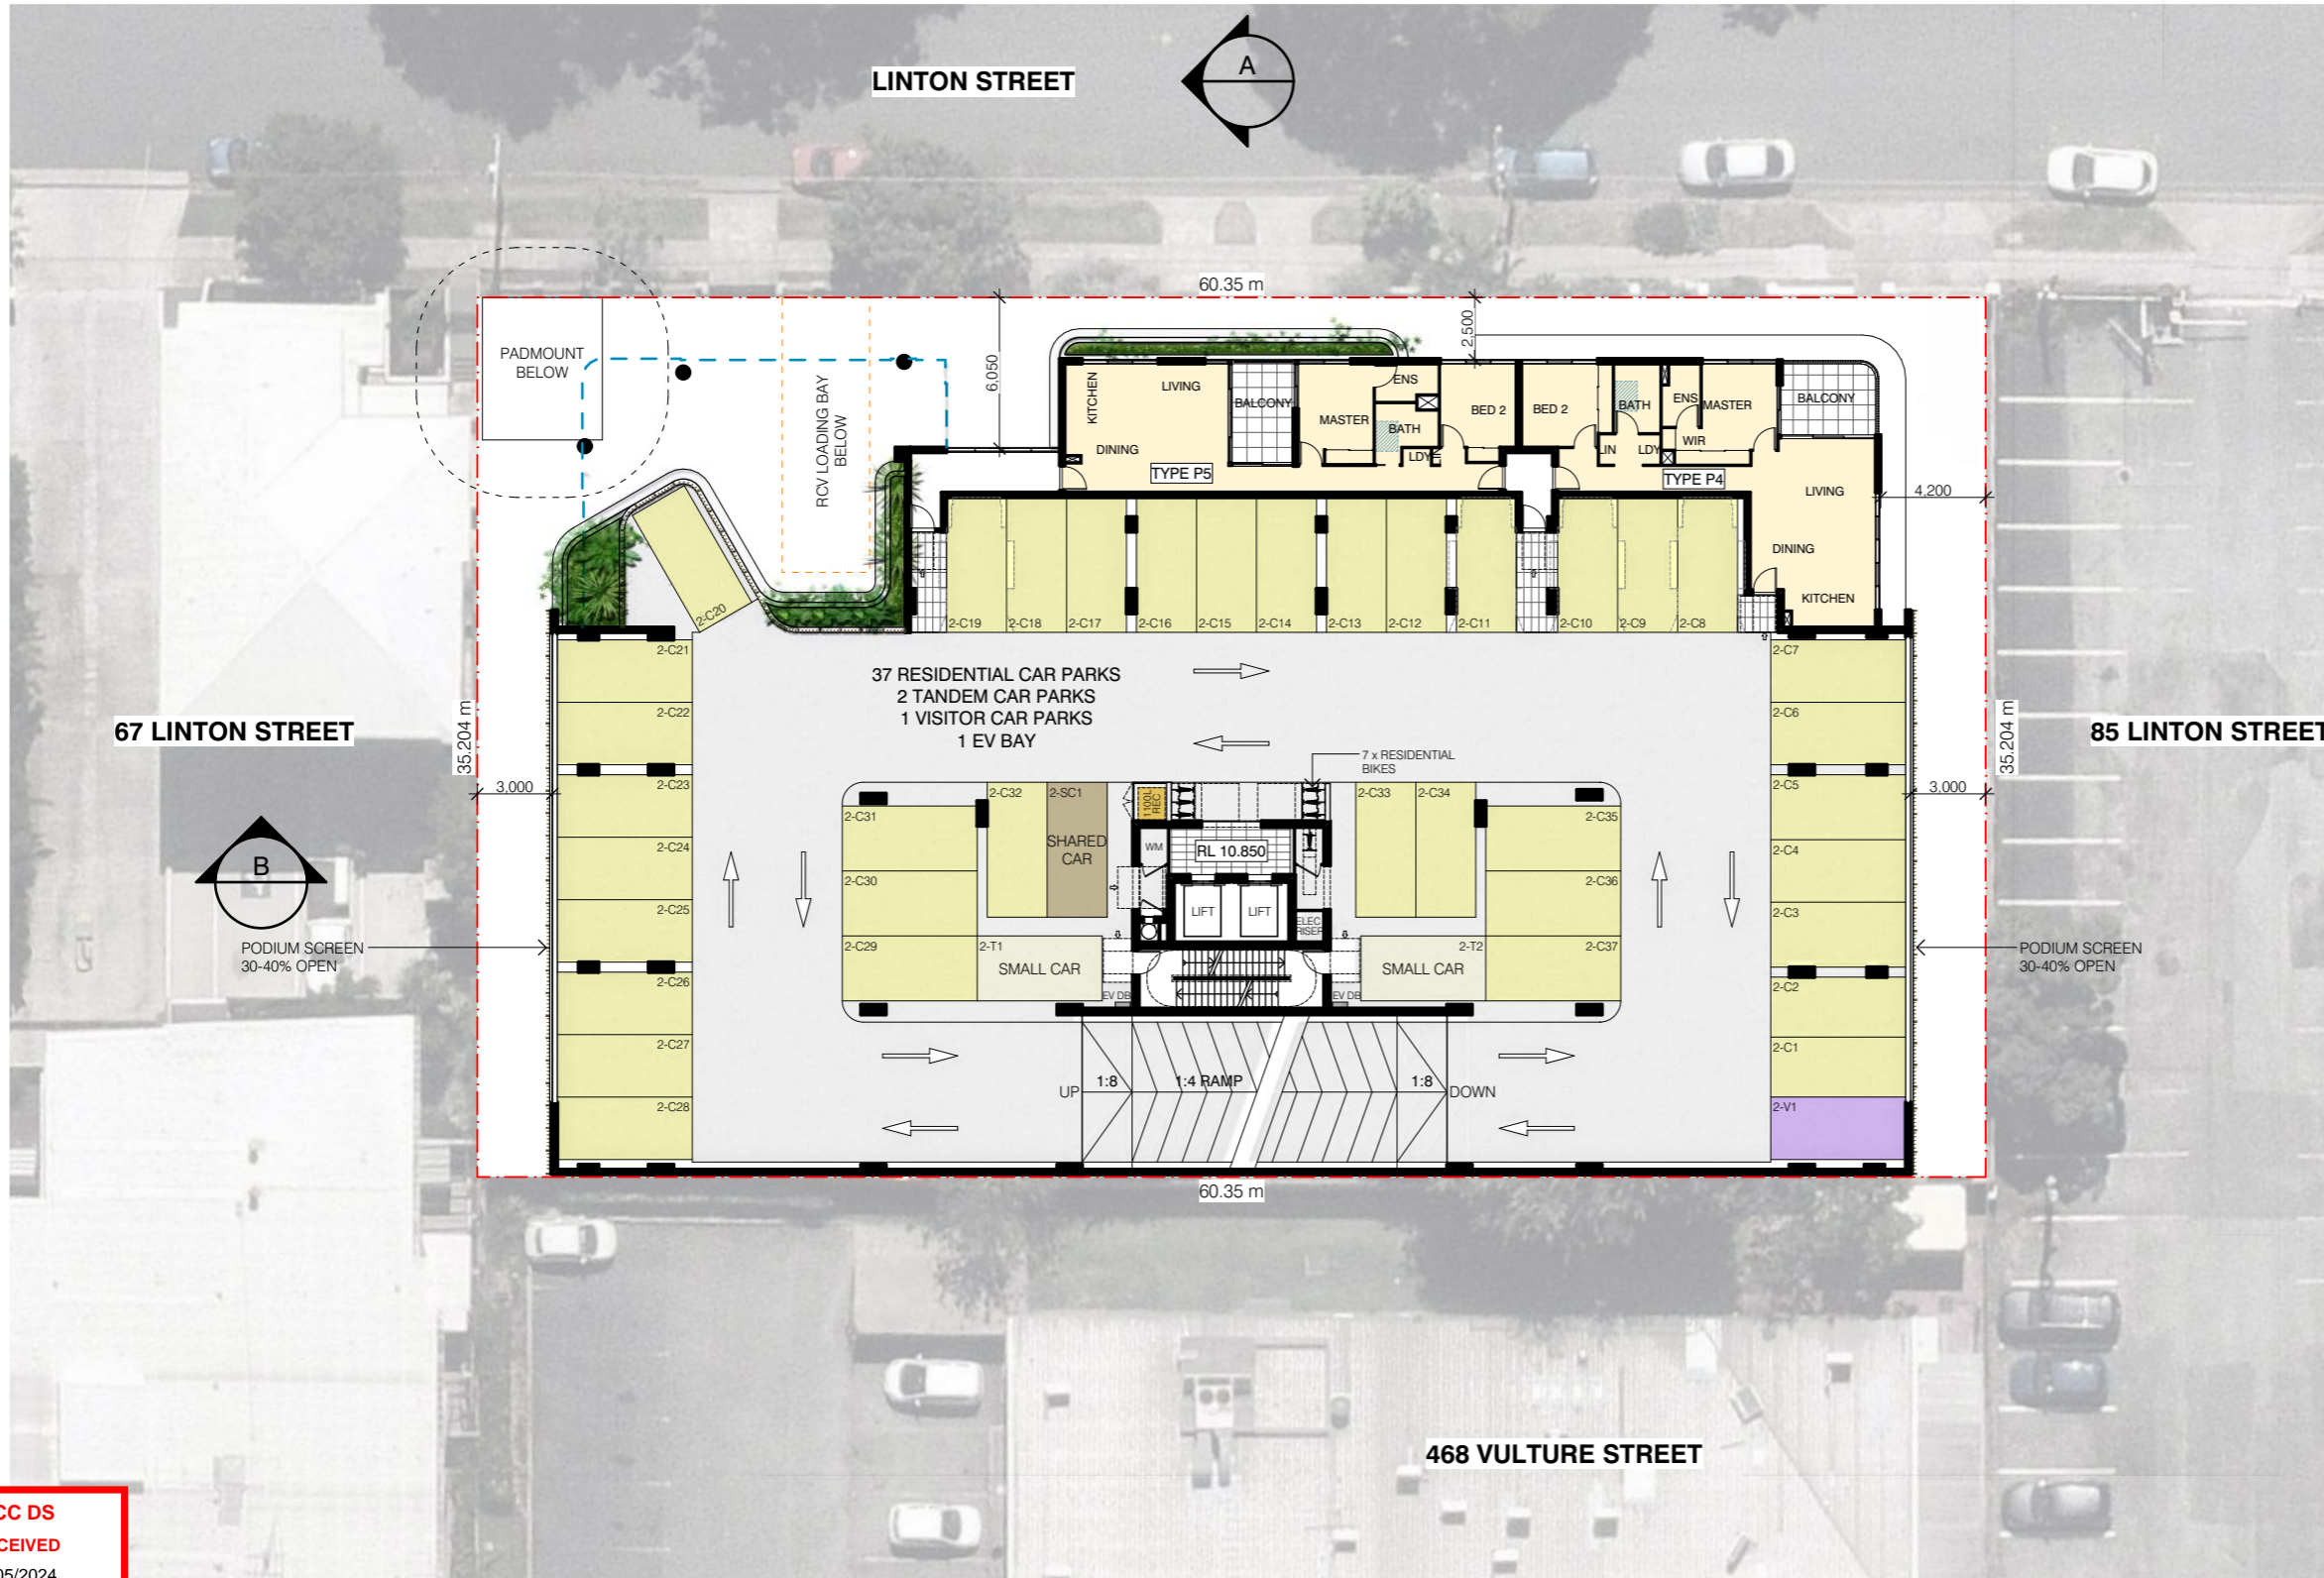 LINTON STREET
A
60.35 m
PADMOUNT
BELOW
RCV LOADING BAY
BELOW
6,050
2,500
KITCHEN
LIVING
DINING
BALCONY
TYPE P5
MASTER
ENS
BATH
LDY
BED 2
BED 2
BATH
ENS
MASTER
BALCONY
LIN
LDY
WIR
TYPE P4
LIVING
DINING
KITCHEN
4,200
2-C20
2-C19
2-C18
2-C17
2-C16
2-C15
2-C14
2-C13
2-C12
2-C11
2-C10
2-C9
2-C8
2-C21
2-C22
2-C23
2-C24
2-C25
2-C26
2-C27
2-C28
37 RESIDENTIAL CAR PARKS
2 TANDEM CAR PARKS
1 VISITOR CAR PARKS
1 EV BAY
7 x RESIDENTIAL
BIKES
2-C7
2-C6
2-C5
2-C4
2-C3
2-C2
2-C1
2-V1
67 LINTON STREET
35.204 m
3,000
B
PODIUM SCREEN
30-40% OPEN
85 LINTON STREET
35.204 m
3,000
PODIUM SCREEN
30-40% OPEN
2-C31
2-C30
2-C29
2-C32
2-SC1
SHARED
CAR
1,100L
REC
WM
RL 10.850
LIFT
LIFT
ELEC
RISER
2-C33
2-C34
2-C35
2-C36
2-C37
2-T1
SMALL CAR
2-T2
SMALL CAR
EV DB
EV DB
UP
1:8
1:4 RAMP
1:8
DOWN
60.35 m
468 VULTURE STREET
CC DS
CEIVED
05/2024